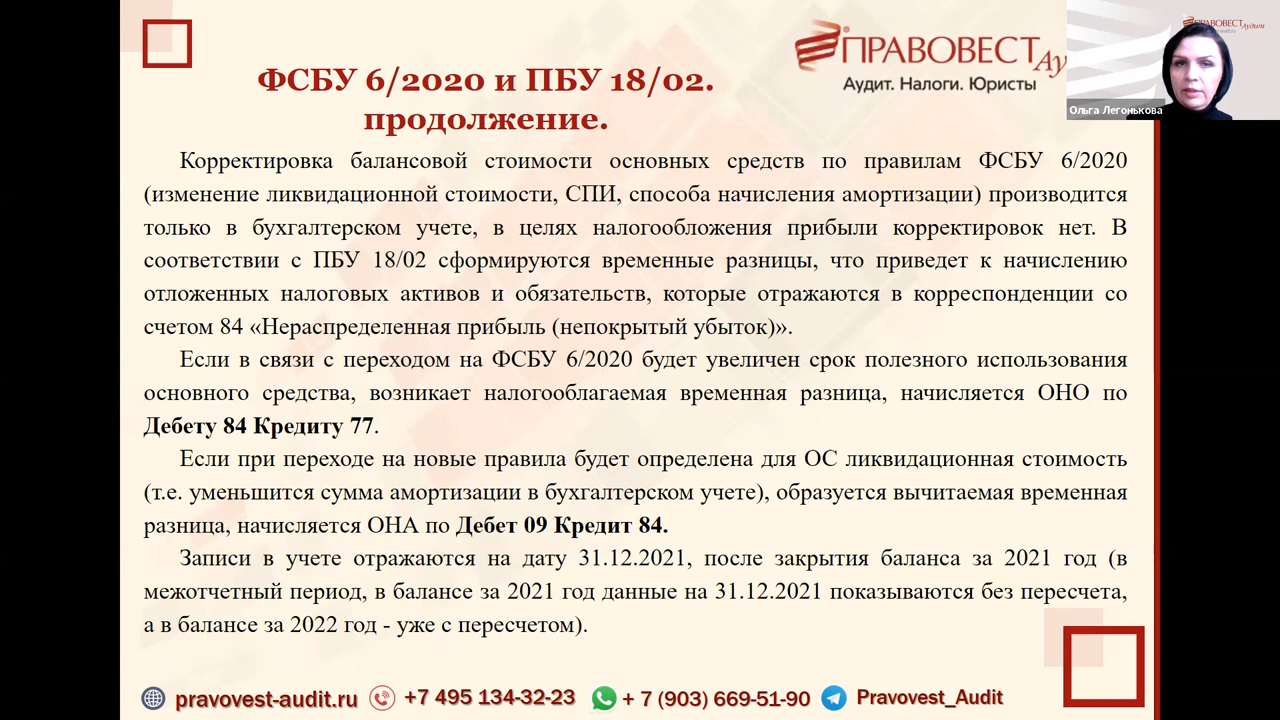 ПРАВОВЕСТ Аудит
ПРАВОВЕСТ Ау
Аудит. Налоги. Юристы
Ольга Легонькова
ФСБУ 6/2020 и ПБУ 18/02.
продолжение.
Корректировка балансовой стоимости основных средств по правилам ФСБУ 6/2020
(изменение ликвидационной стоимости, СПИ, способа начисления амортизации) производится
только в бухгалтерском учете, в целях налогообложения прибыли корректировок нет. В
соответствии с ПБУ 18/02 сформируются временные разницы, что приведет к начислению
отложенных налоговых активов и обязательств, которые отражаются в корреспонденции со
счетом 84 «Нераспределенная прибыль (непокрытый убыток)».
Если в связи с переходом на ФСБУ 6/2020 будет увеличен срок полезного использования
основного средства, возникает налогооблагаемая временная разница, начисляется ОНО по
Дебету 84 Кредиту 77.
Если при переходе на новые правила будет определена для ОС ликвидационная стоимость
(т.е. уменьшится сумма амортизации в бухгалтерском учете), образуется вычитаемая временная
разница, начисляется ОНА по Дебет 09 Кредит 84.
Записи в учете отражаются на дату 31.12.2021, после закрытия баланса за 2021 год (в
межотчетный период, в балансе за 2021 год данные на 31.12.2021 показываются без пересчета,
а в балансе за 2022 год - уже с пересчетом).
pravovest-audit.ru +7 495 134-32-23 + 7 (903) 669-51-90 Pravovest_Audit